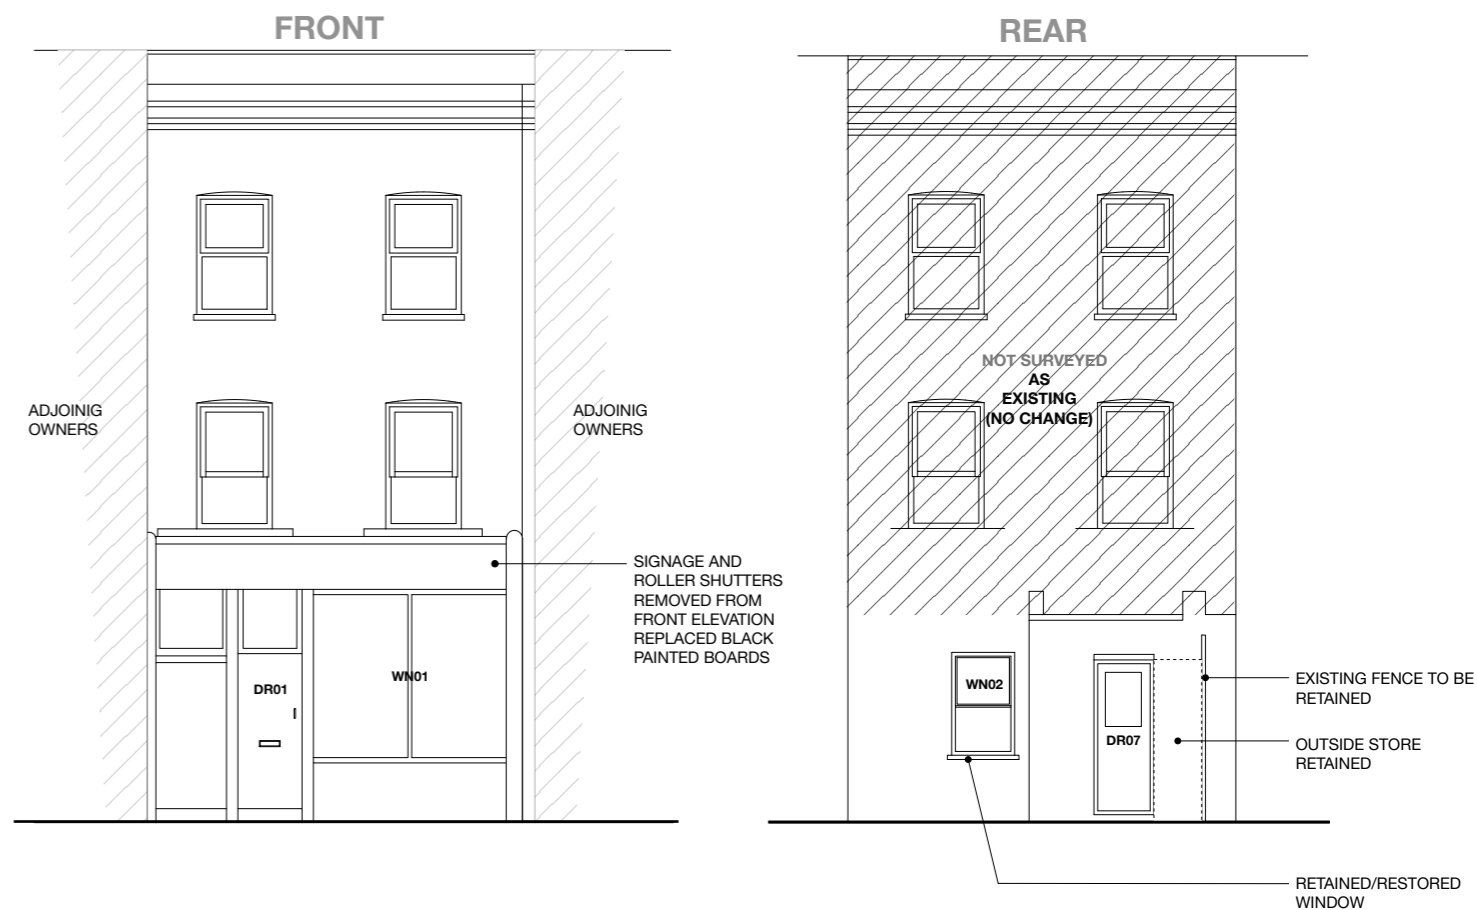 FRONT
REAR
ADJOINIG
OWNERS
ADJOINIG
OWNERS
SIGNAGE AND
ROLLER SHUTTERS
REMOVED FROM
FRONT ELEVATION
REPLACED BLACK
PAINTED BOARDS
DR01
WN01
NOT SURVEYED
AS
EXISTING
(NO CHANGE)
WN02
DR07
EXISTING FENCE TO BE
RETAINED
OUTSIDE STORE
RETAINED
RETAINED/RESTORED
WINDOW